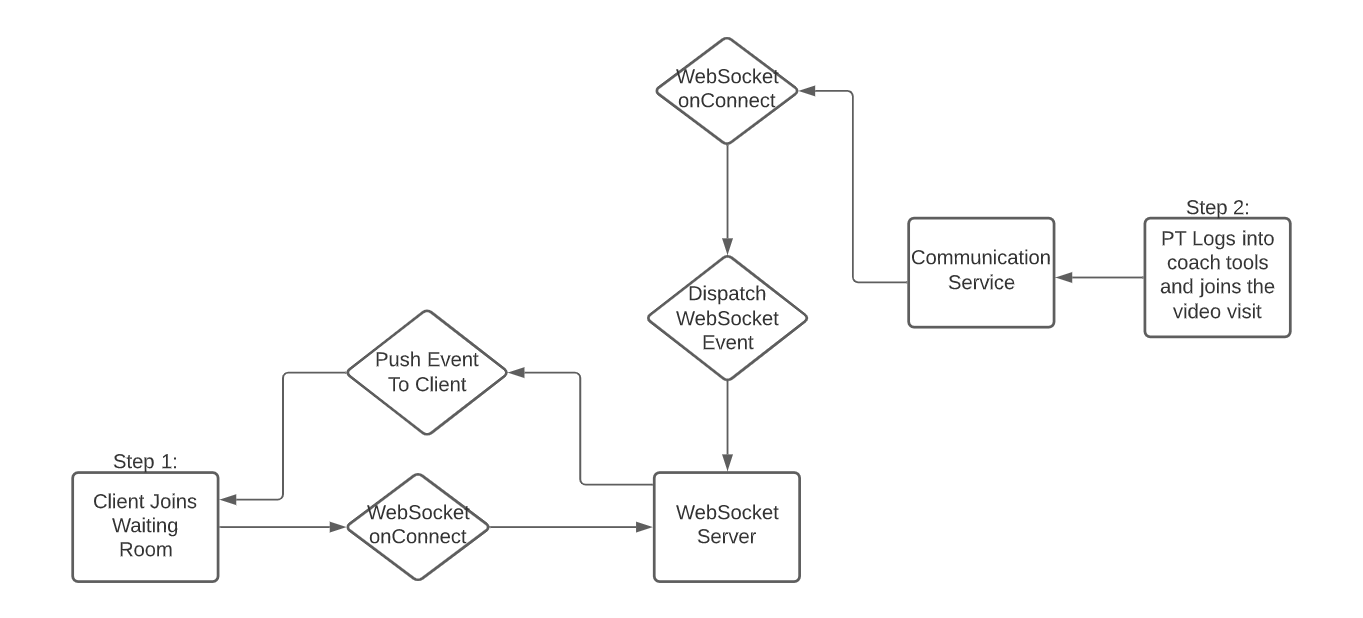 WebSocket
onConnect
Step 2:
PT Logs into
coach tools
and joins the
video visit
Communication
Service
Dispatch
WebSocket
Event
Push Event
To Client
Step 1:
Client Joins
Waiting
Room
WebSocket
onConnect
WebSocket
Server